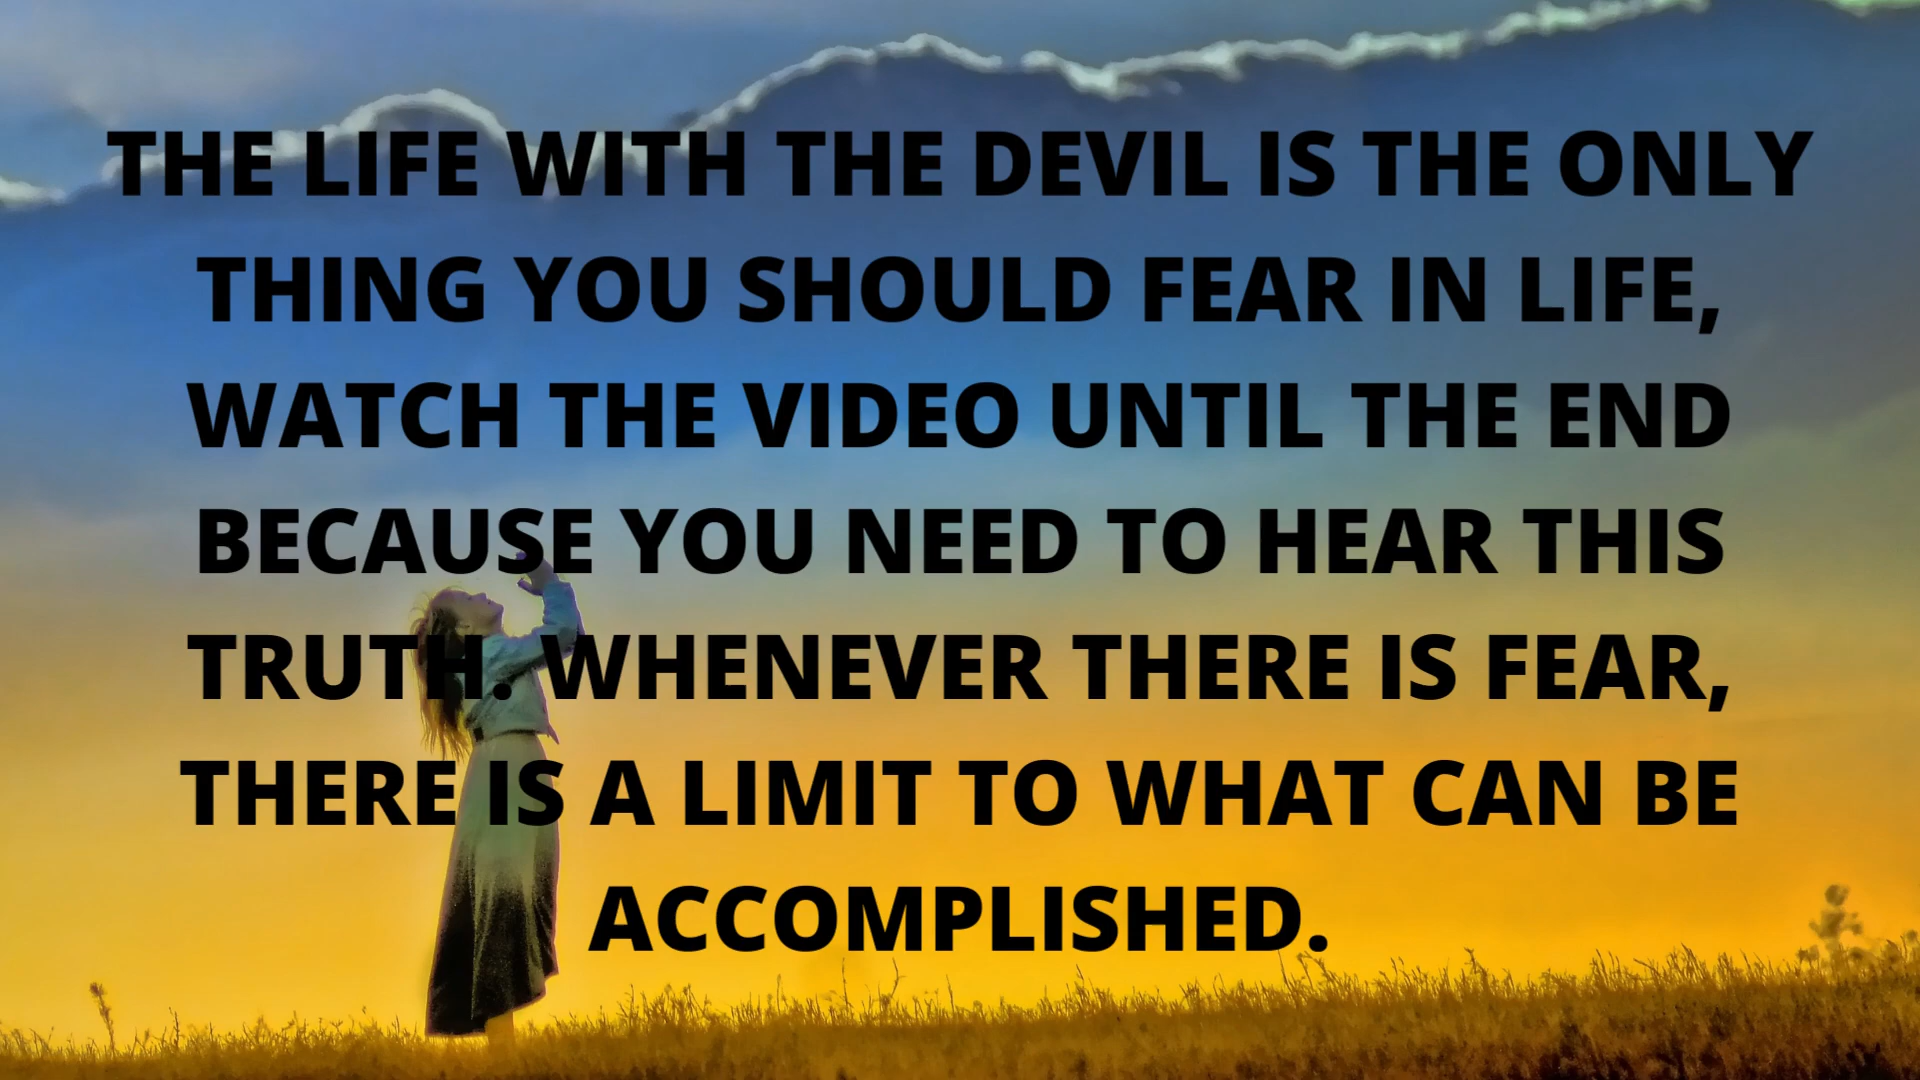 THE LIFE WITH THE DEVIL IS THE ONLY
THING YOU SHOULD FEAR IN LIFE,
WATCH THE VIDEO UNTIL THE END
BECAUSE YOU NEED TO HEAR THIS
TRUTH. WHENEVER THERE IS FEAR,
THERE IS A LIMIT TO WHAT CAN BE
ACCOMPLISHED.